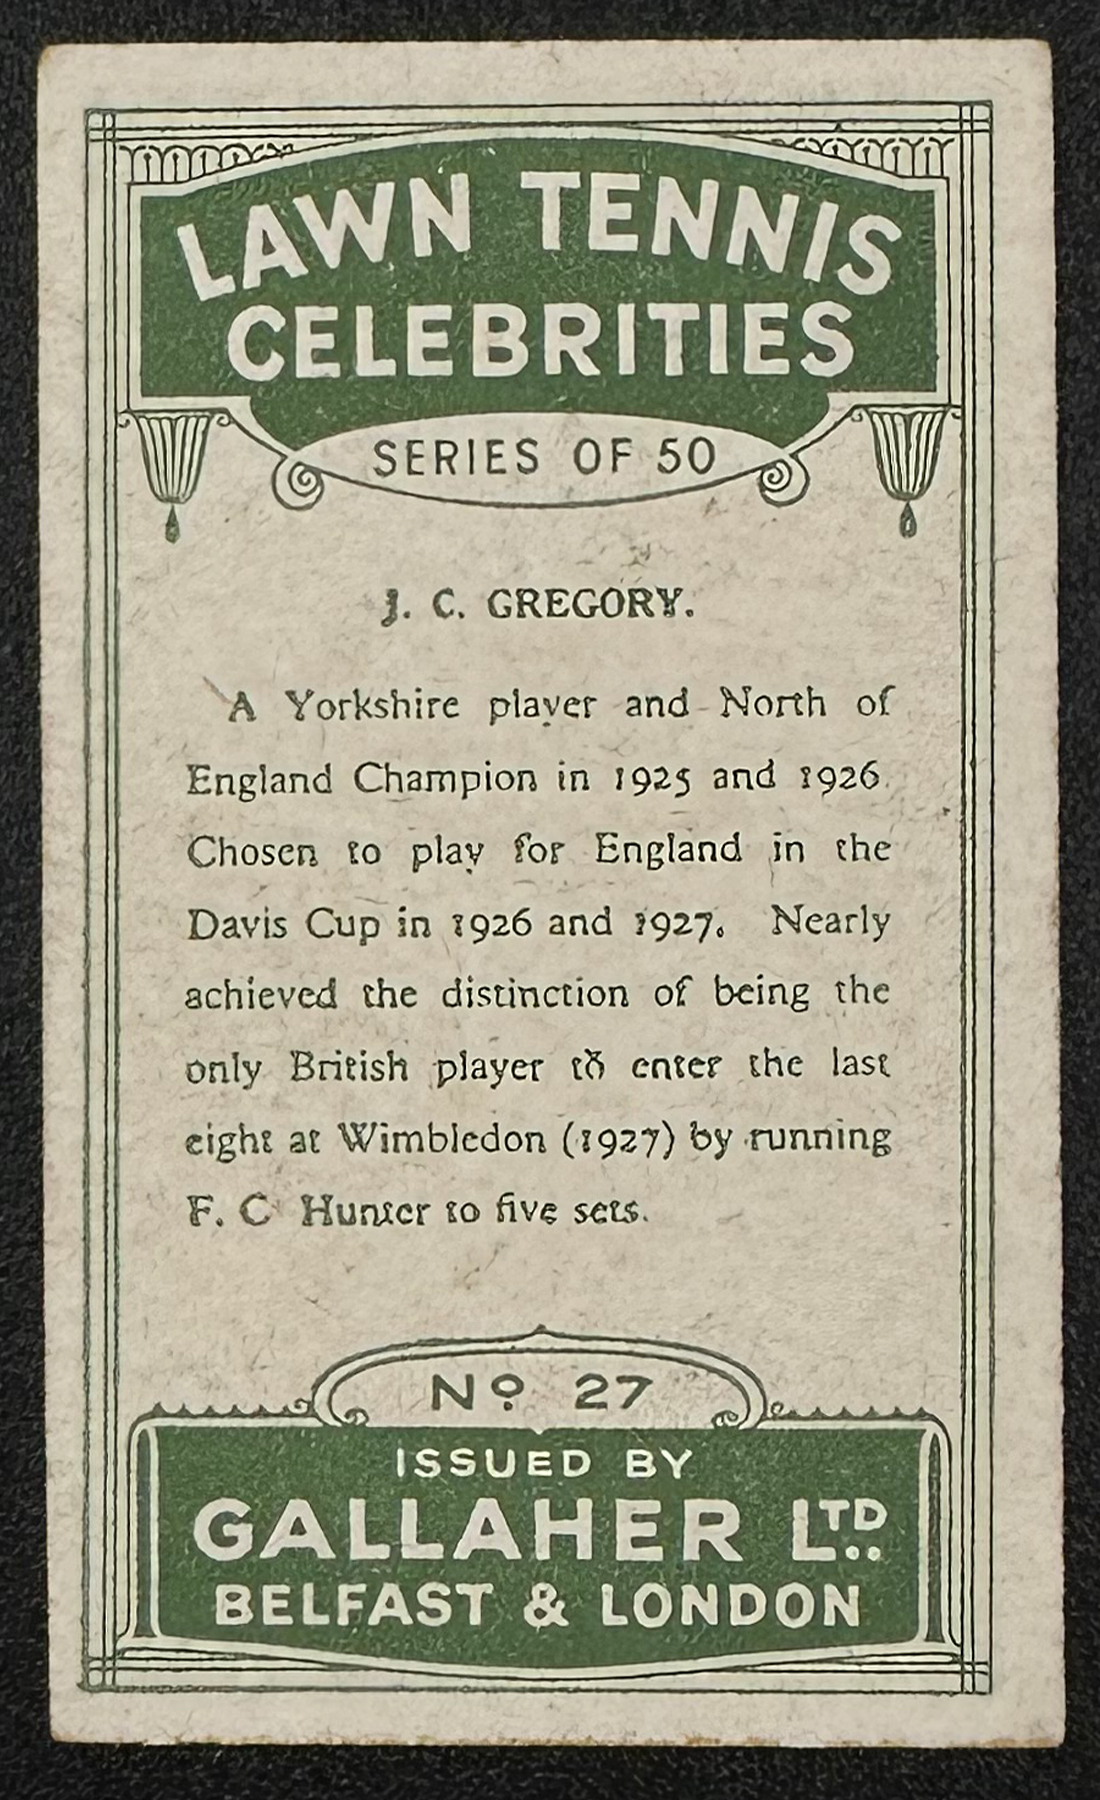 LAWN TENNIS
CELEBRITIES
SERIES OF 50
J. C. GREGORY.
A Yorkshire player and North of
England Champion in 1925 and 1926
Chosen to play for England in the
Davis Cup in 1926 and 1927. Nearly
achieved the distinction of being the
only British player to enter the last
eight at Wimbledon (1927) by running
F. C Hunter to five sets.
No 27
ISSUED BY
GALLAHER LTD
BELFAST & LONDON